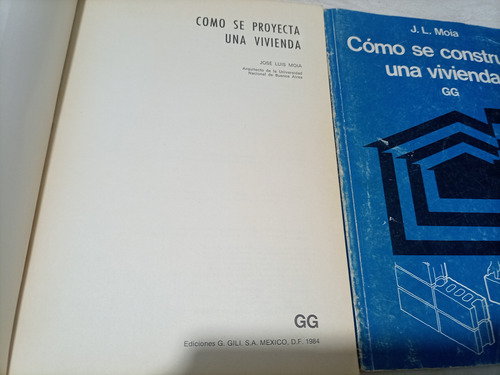 COMO SE PROYECTA
UNA VIVIENDA
JOSE LUIS MOIA
Arquitecto de la Universidad
Nacional de Buenos Aires
GG
Ediciones G. GILI, S.A. MEXICO, D.F. 1984
J. L. Moia
Cómo se constru
una vivienda
GG